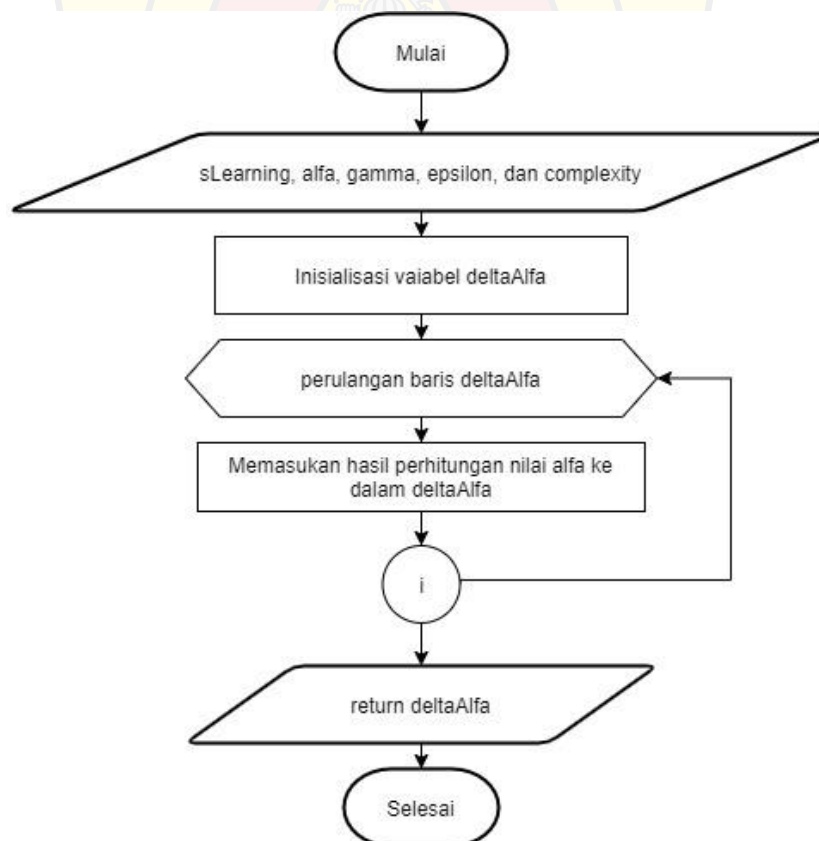 Mulai
sLearning, alfa, gamma, epsilon, dan complexity
Inisialisasi vaiabel deltaAlfa
perulangan baris deltaAlfa
Memasukan hasil perhitungan nilai alfa ke
dalam deltaAlfa
i
return deltaAlfa
Selesai